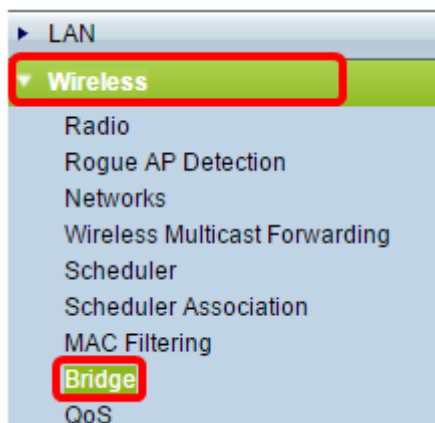 LAN
Wireless
Radio
Rogue AP Detection
Networks
Wireless Multicast Forwarding
Scheduler
Scheduler Association
MAC Filtering
Bridge
QoS